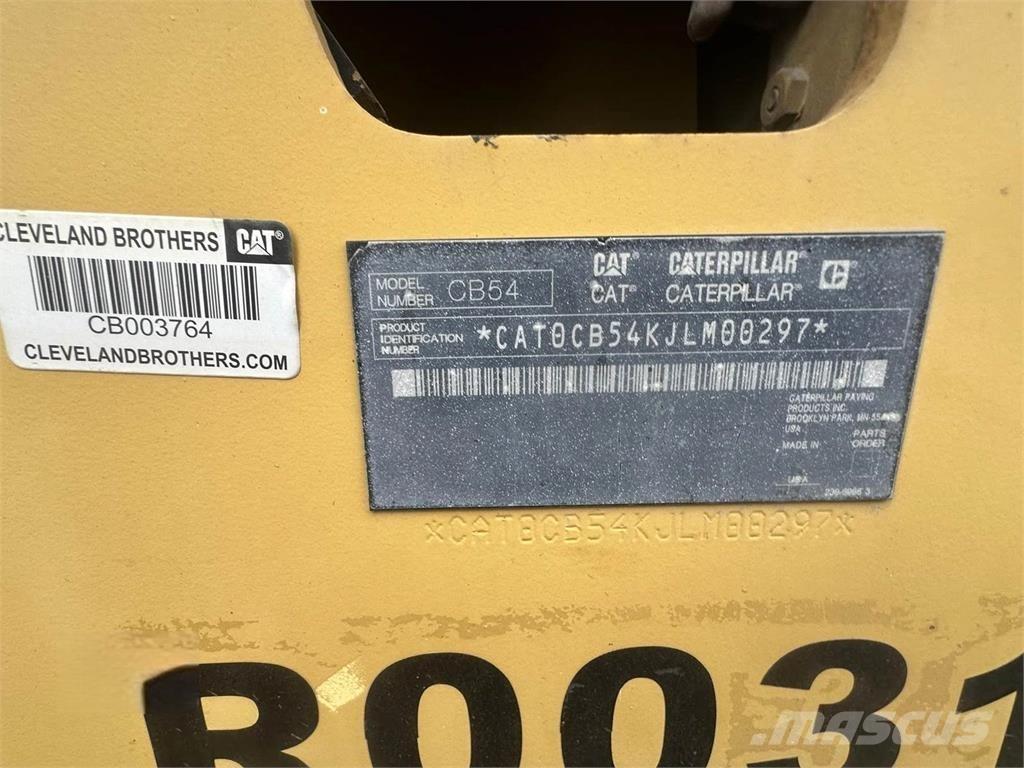 CLEVELAND BROTHERS CAT®
CB003764
CLEVELANDBROTHERS.COM
MODEL NUMBER CB54
CAT® CATERPILLAR® C
CAT® CATERPILLAR®
PRODUCT IDENTIFICATION NUMBER *CAT0CB54KJLM00297*
CATERPILLAR PAVING
PRODUCTS INC.
BROOKLYN PARK, MN
USA
MADE IN
USA
PARTS
ORDER
*CAT0CB54KJLM00297*
R0031
MASCUS